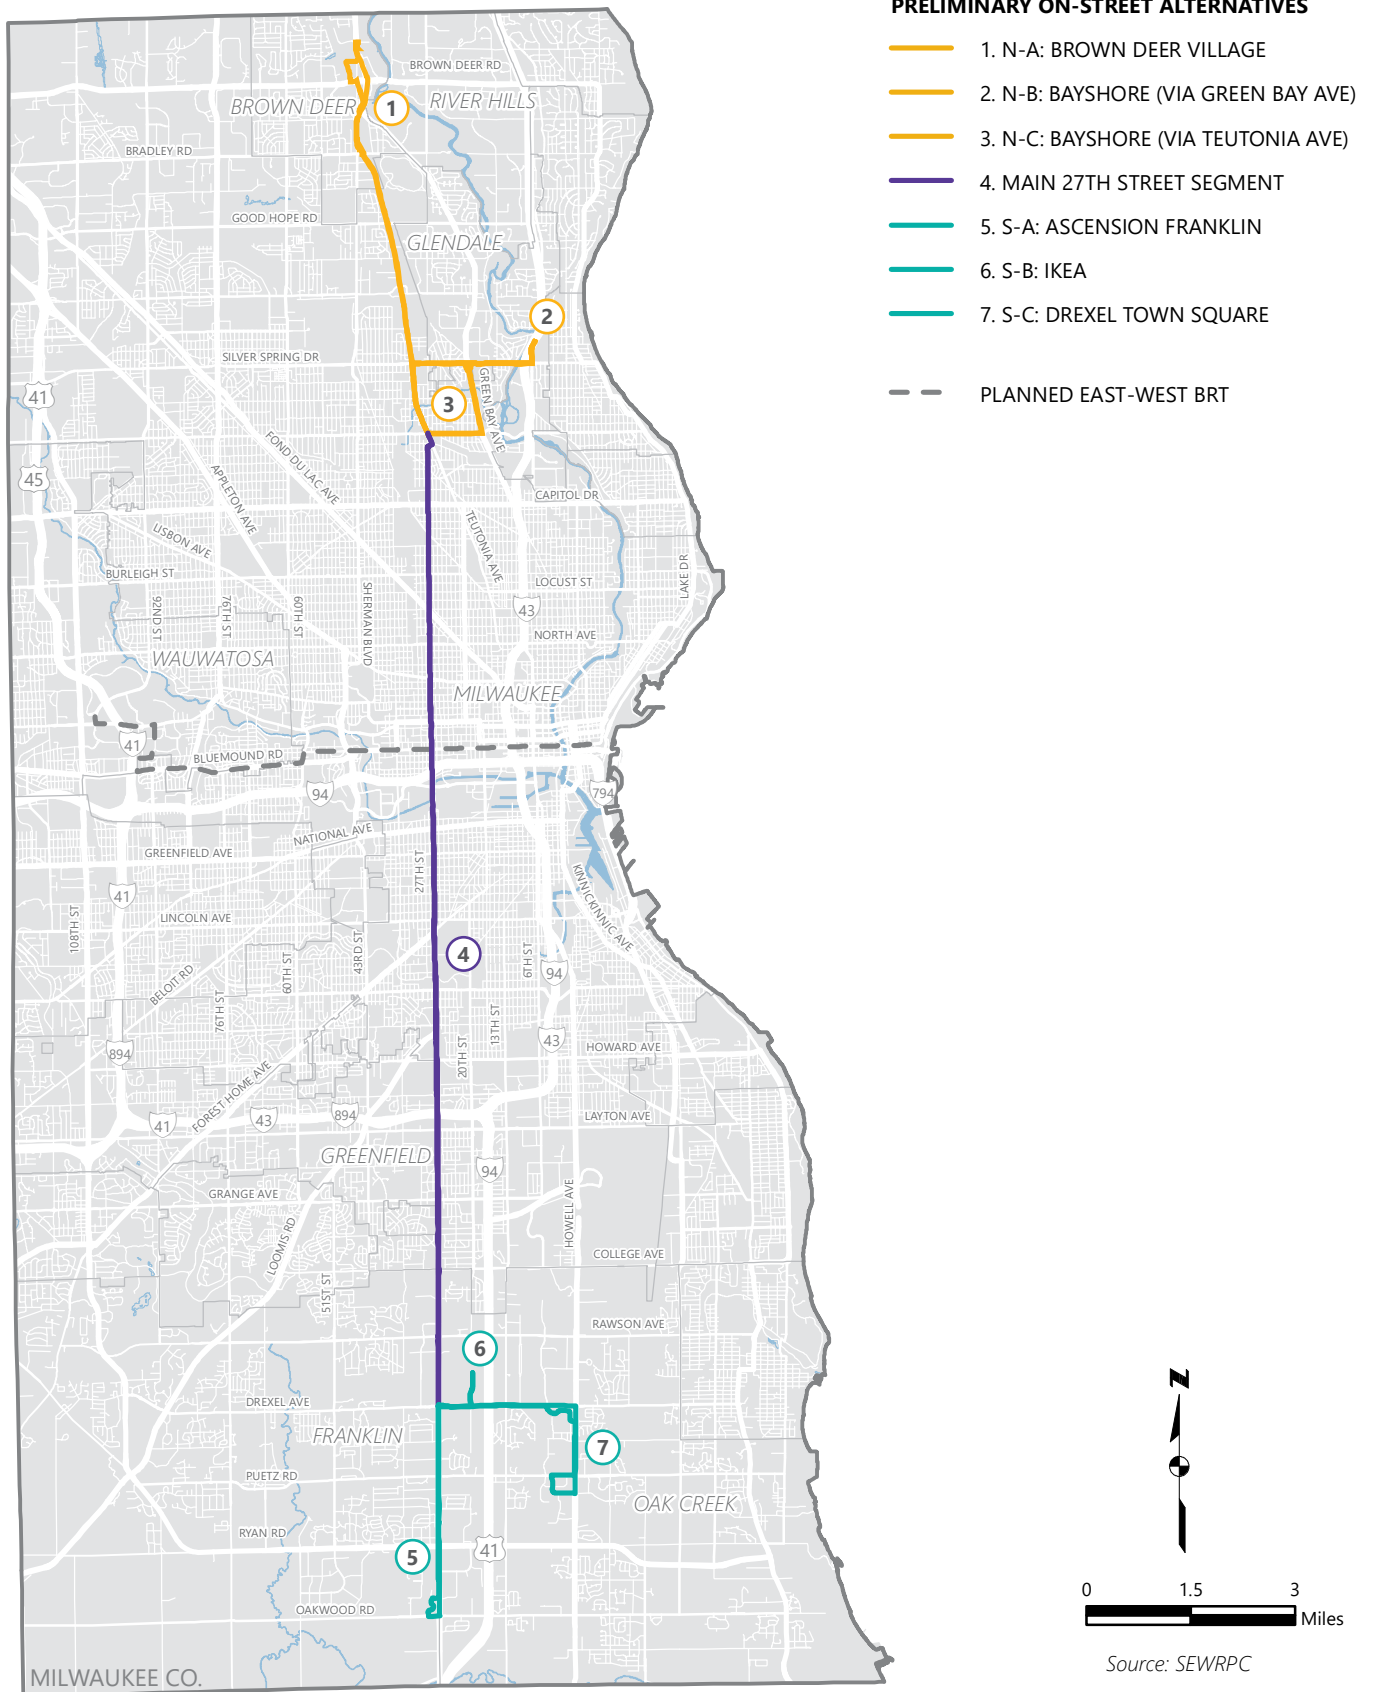 PRELIMINARY ON-STREET ALTERNATIVES
1. N-A: BROWN DEER VILLAGE
2. N-B: BAYSHORE (VIA GREEN BAY AVE)
3. N-C: BAYSHORE (VIA TEUTONIA AVE)
4. MAIN 27TH STREET SEGMENT
5. S-A: ASCENSION FRANKLIN
6. S-B: IKEA
7. S-C: DREXEL TOWN SQUARE
PLANNED EAST-WEST BRT
BROWN DEER RD
BROWN DEER
RIVER HILLS
1
BRADLEY RD
GOOD HOPE RD
GLENDALE
2
SILVER SPRING DR
41
3
GREEN BAY AVE
45
FOND DU LAC AVE
APPLETON AVE
CAPITOL DR
LISBON AVE
TEUTONIA AVE
BURLEIGH ST
LOCUST ST
LAKE DR
92ND ST
76TH ST
60TH ST
SHERMAN BLVD
43
NORTH AVE
WAUWATOSA
MILWAUKEE
41
BLUEMOUND RD
94
794
NATIONAL AVE
GREENFIELD AVE
27TH ST
41
KINNICKINNIC AVE
LINCOLN AVE
108TH ST
43RD ST
4
6TH ST
94
BELOIT RD
60TH ST
76TH ST
13TH ST
43
894
20TH ST
HOWARD AVE
FOREST HOME AVE
41
43
894
LAYTON AVE
GREENFIELD
94
GRANGE AVE
HOWELL AVE
LOOMIS RD
COLLEGE AVE
51ST ST
RAWSON AVE
6
DREXEL AVE
FRANKLIN
7
PUETZ RD
OAK CREEK
RYAN RD
5
41
OAKWOOD RD
MILWAUKEE CO.
N
0 1.5 3
Miles
Source: SEWRPC